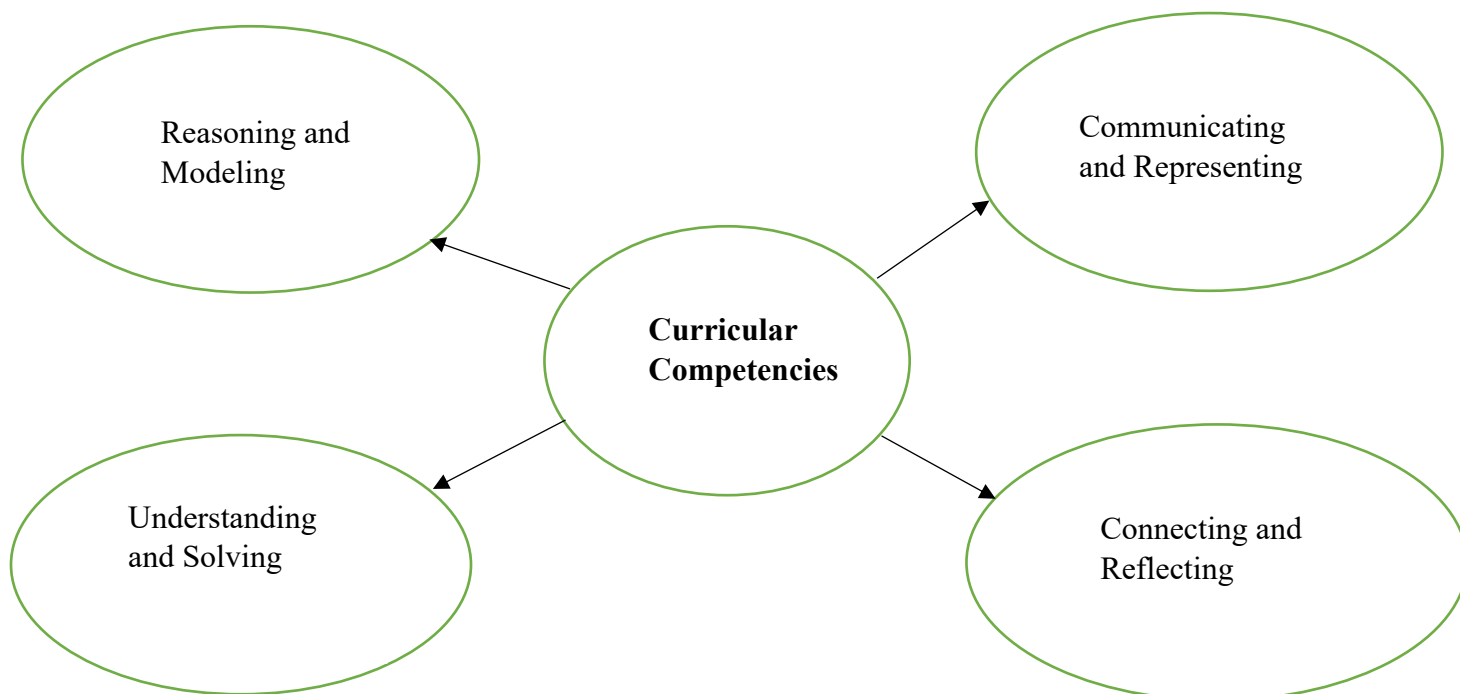 Reasoning and
Modeling
Communicating
and Representing
Curricular
Competencies
Understanding
and Solving
Connecting and
Reflecting